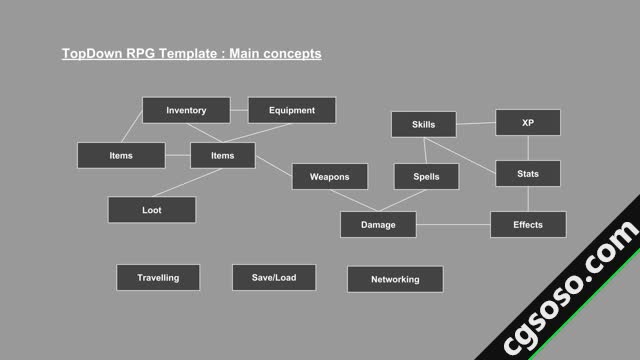 TopDown RPG Template : Main concepts
Inventory
Equipment
Skills
XP
Items
Items
Weapons
Spells
Stats
Loot
Damage
Effects
Travelling
Save/Load
Networking
cgsoso.com